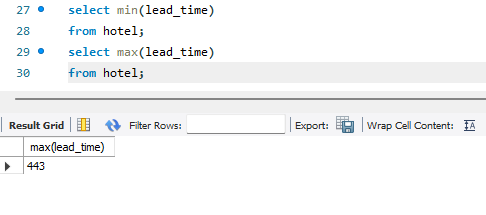 27 select min(lead_time)
28 from hotel;
29 select max(lead_time)
30 from hotel;
Result Grid Filter Rows: Export: Wrap Cell Content: IA
max(lead_time)
443